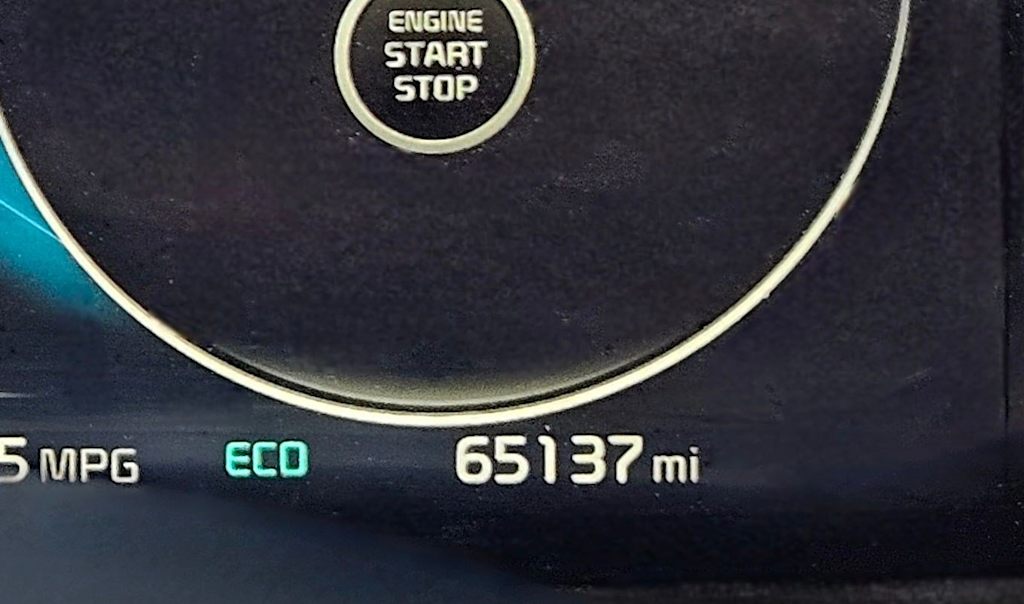 ENGINE
START
STOP
5 MPG ECO 65137 mi